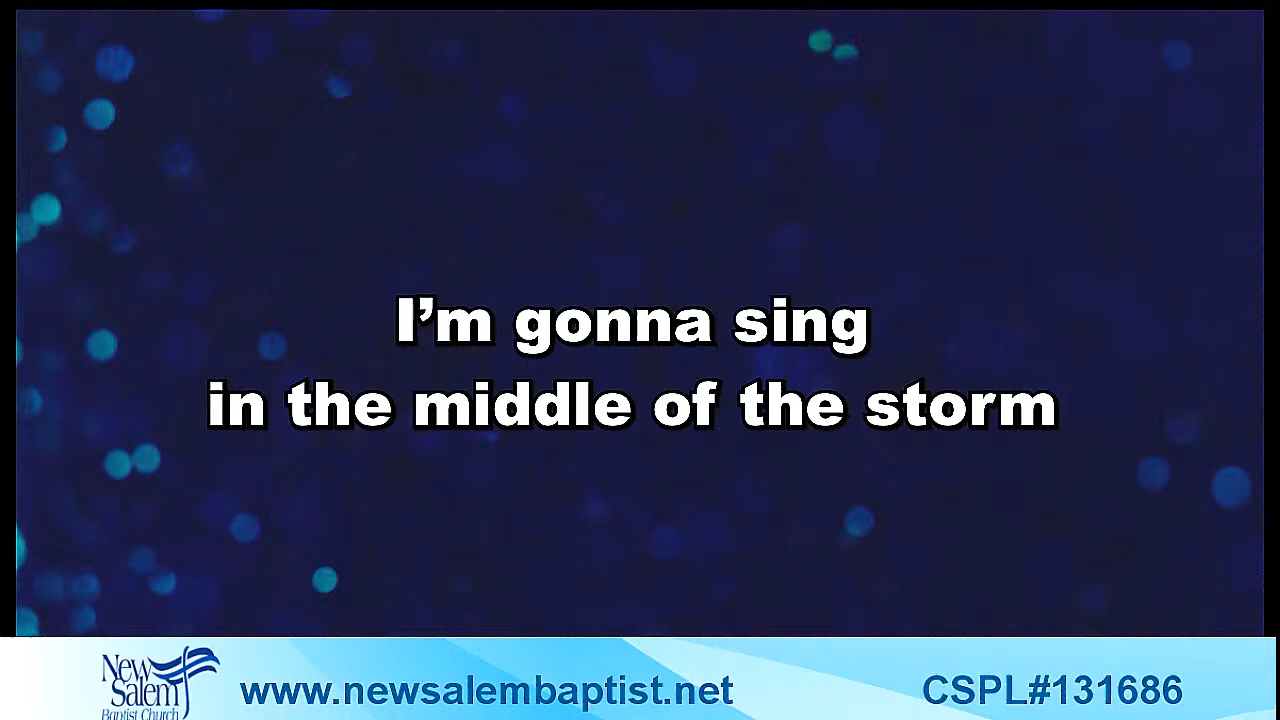 I’m gonna sing
in the middle of the storm
New
Salem
Baptist Church
www.newsalembaptist.net
CSPL#131686